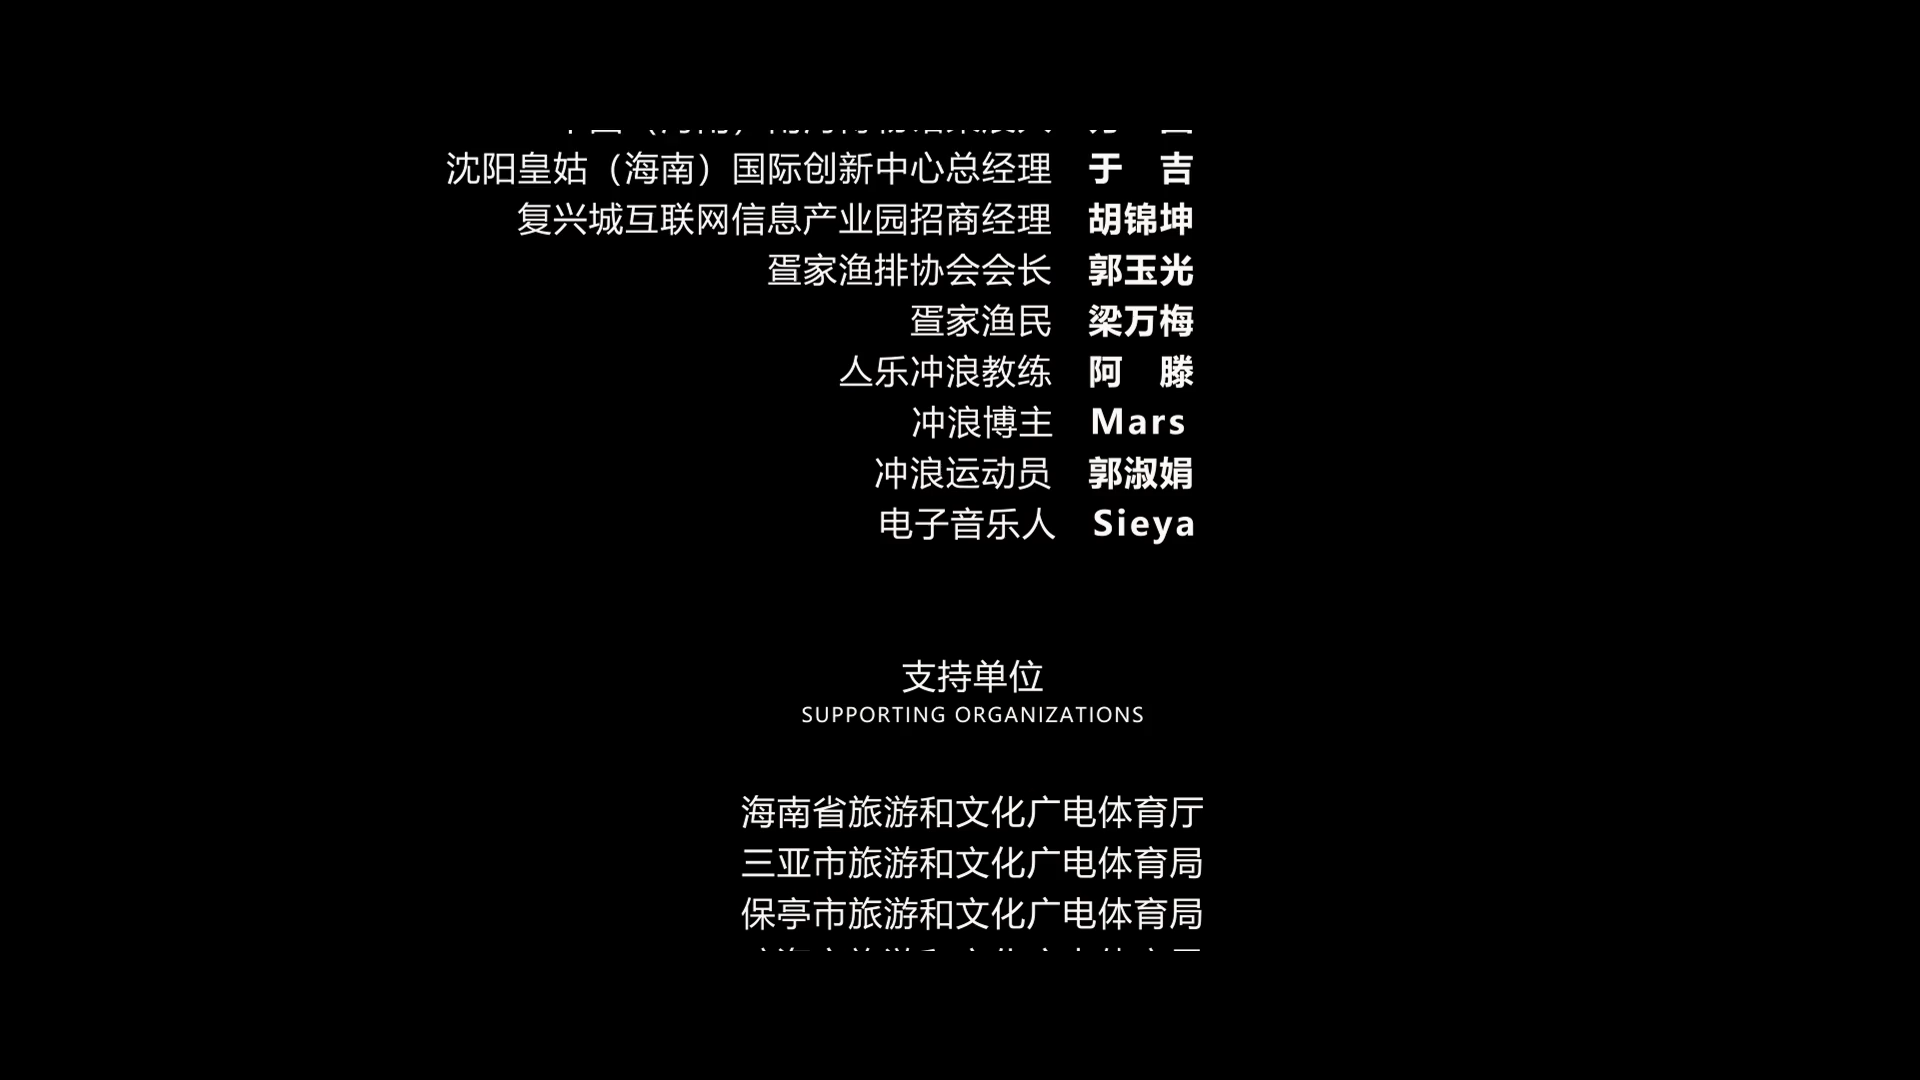 沈阳皇姑（海南）国际创新中心总经理 于 吉
复兴城互联网信息产业园招商经理 胡锦坤
疍家渔排协会会长 郭玉光
疍家渔民 梁万梅
亼乐冲浪教练 阿 滕
冲浪博主 Mars
冲浪运动员 郭淑娟
电子音乐人 Sieya
支持单位
SUPPORTING ORGANIZATIONS
海南省旅游和文化广电体育厅
三亚市旅游和文化广电体育局
保亭市旅游和文化广电体育局